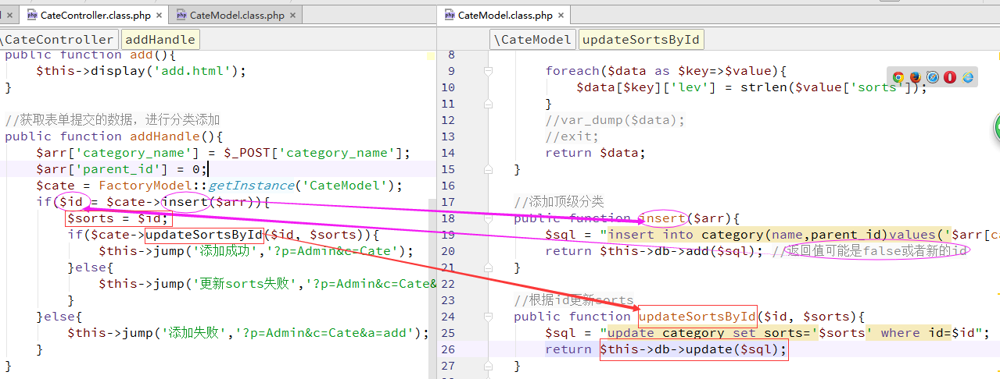 CateController.class.php
CateModel.class.php
\CateController
addHandle
public function add(){
$this->display('add.html');
}
//获取表单提交的数据，进行分类添加
public function addHandle(){
$arr['category_name'] = $_POST['category_name'];
$arr['parent_id'] = 0;
$cate = FactoryModel::getInstance('CateModel');
if($id = $cate->insert($arr)){
$sorts = $id;
if($cate->updateSortsById($id, $sorts)){
$this->jump('添加成功','?p=Admin&c=Cate');
}else{
$this->jump('更新sorts失败','?p=Admin&c=Cate&
}
}else{
$this->jump('添加失败','?p=Admin&c=Cate&a=add');
}
}
CateModel.class.php
\CateModel
updateSortsById
8
9 foreach($data as $key=>$value){
10 $data[$key]['lev'] = strlen($value['sorts']);
11 }
12 //var_dump($data);
13 //exit;
14 return $data;
15 }
16
17 //添加顶级分类
18 public function insert($arr){
19 $sql = "insert into category(name,parent_id)values('$arr[ca
20 return $this->db->add($sql); //返回值可能是false或者新的id
21 }
22
23 //根据id更新sorts
24 public function updateSortsById($id, $sorts){
25 $sql = "update category set sorts='$sorts' where id=$id";
26 return $this->db->update($sql);
27 }